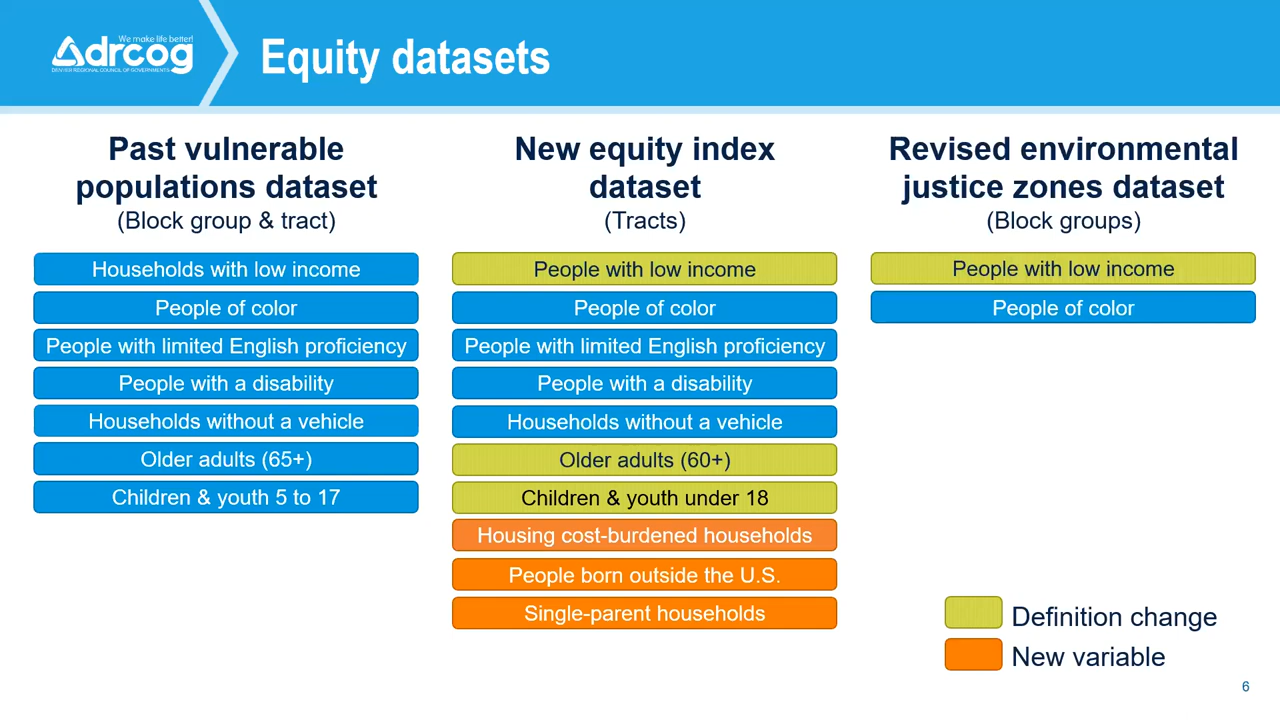 We make life better!
drcog
DENVER REGIONAL COUNCIL OF GOVERNMENTS
Equity datasets
Past vulnerable
populations dataset
(Block group & tract)
Households with low income
People of color
People with limited English proficiency
People with a disability
Households without a vehicle
Older adults (65+)
Children & youth 5 to 17
New equity index
dataset
(Tracts)
People with low income
People of color
People with limited English proficiency
People with a disability
Households without a vehicle
Older adults (60+)
Children & youth under 18
Housing cost-burdened households
People born outside the U.S.
Single-parent households
Revised environmental
justice zones dataset
(Block groups)
People with low income
People of color
Definition change
New variable
6